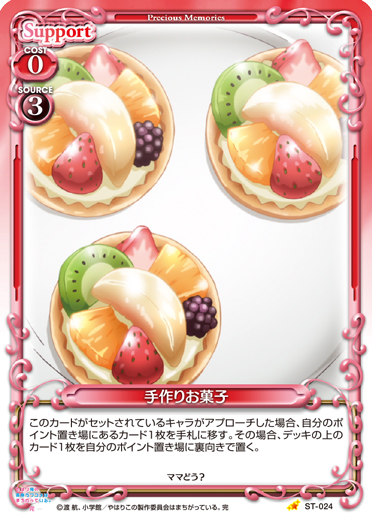 Precious Memories
Support
COST
0
SOURCE
3
手作りお菓子
このカードがセットされているキャラがアプローチした場合、自分のポ
イント置き場にあるカード1枚を手札に移す。その場合、デッキの上の
カード1枚を自分のポイント置き場に裏向きで置く。
ママどう?
©渡 航、小学館／やはりこの製作委員会はまちがっている。完
ST-024